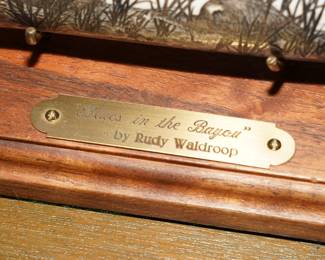 in the Bayou"
by Rudy Waldroop